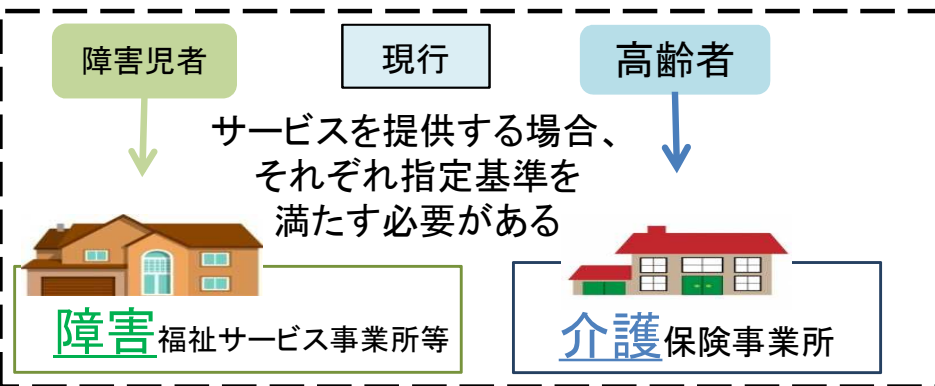 障害児者
現行
高齢者
サービスを提供する場合、
それぞれ指定基準を
満たす必要がある
障害福祉サービス事業所等
介護保険事業所